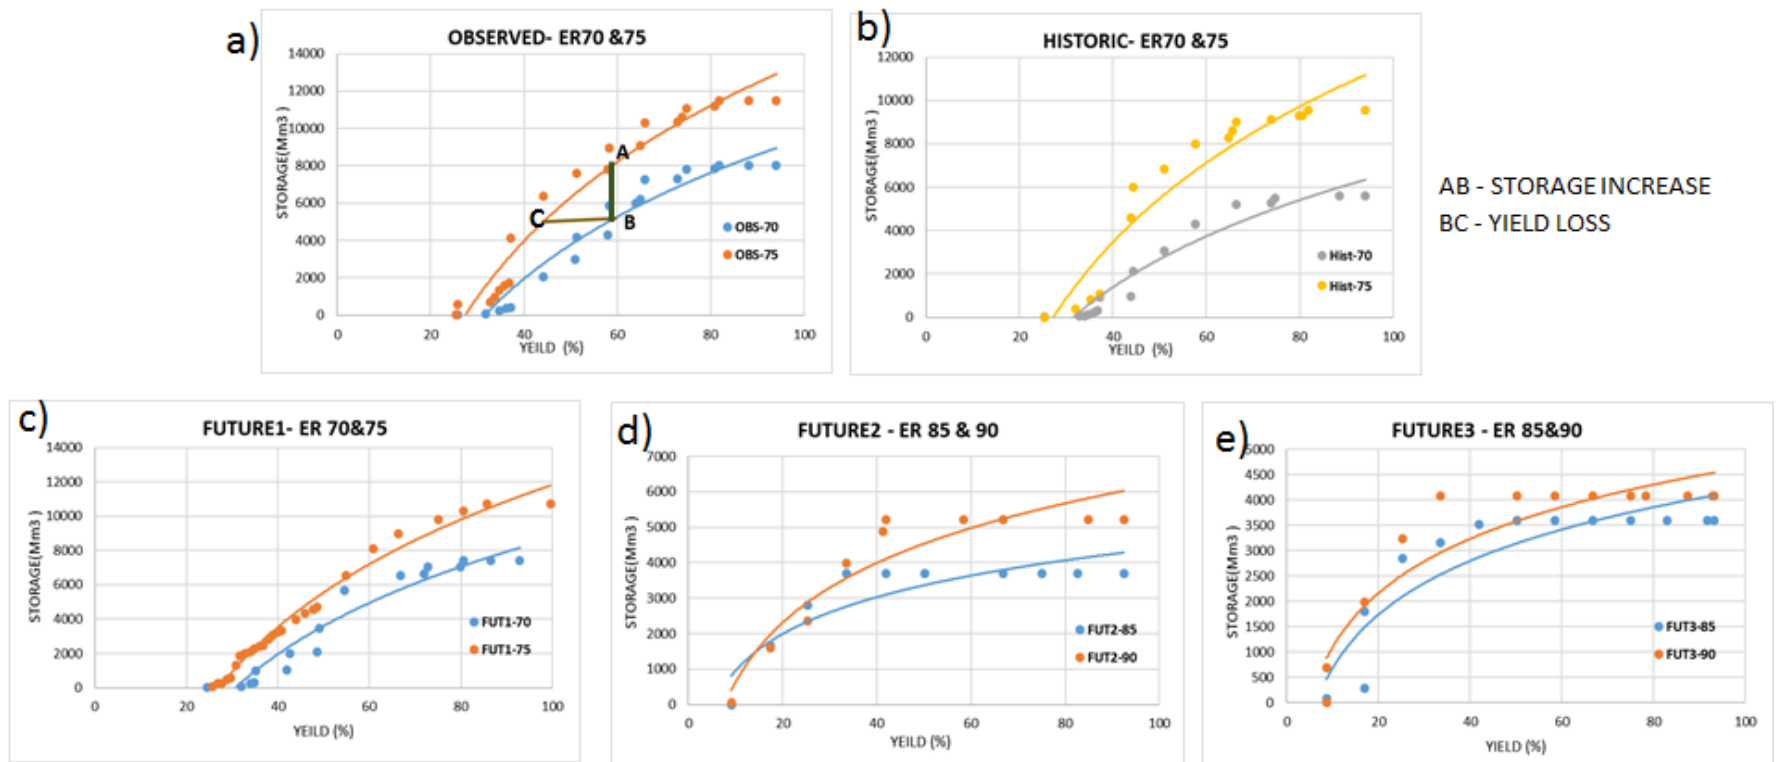 a)
OBSERVED- ER70 &75
14000
12000
10000
8000
6000
4000
2000
0
STORAGE(Mm3 )
A
B
C
OBS-70
OBS-75
0 20 40 60 80 100
YEILD (%)
b)
HISTORIC- ER70 &75
12000
10000
8000
6000
4000
2000
0
STORAGE(Mm3 )
Hist-70
Hist-75
0 20 40 60 80 100
YEILD (%)
AB - STORAGE INCREASE
BC - YIELD LOSS
c)
FUTURE1- ER 70&75
14000
12000
10000
8000
6000
4000
2000
0
STORAGE(Mm3 )
FUT1-70
FUT1-75
0 20 40 60 80 100
YEILD (%)
d)
FUTURE2 - ER 85 & 90
7000
6000
5000
4000
3000
2000
1000
0
STORAGE(Mm3 )
FUT2-85
FUT2-90
0 20 40 60 80 100
YEILD (%)
e)
FUTURE3 - ER 85&90
5000
4500
4000
3500
3000
2500
2000
1500
1000
500
0
STORAGE(Mm3 )
FUT3-85
FUT3-90
0 20 40 60 80 100
YIELD (%)